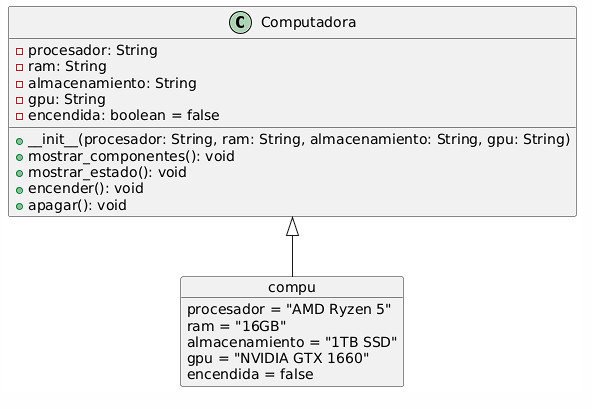 C Computadora
procesador: String
ram: String
almacenamiento: String
gpu: String
encendida: boolean = false
__init__(procesador: String, ram: String, almacenamiento: String, gpu: String)
mostrar_componentes(): void
mostrar_estado(): void
encender(): void
apagar(): void
compu
procesador = "AMD Ryzen 5"
ram = "16GB"
almacenamiento = "1TB SSD"
gpu = "NVIDIA GTX 1660"
encendida = false